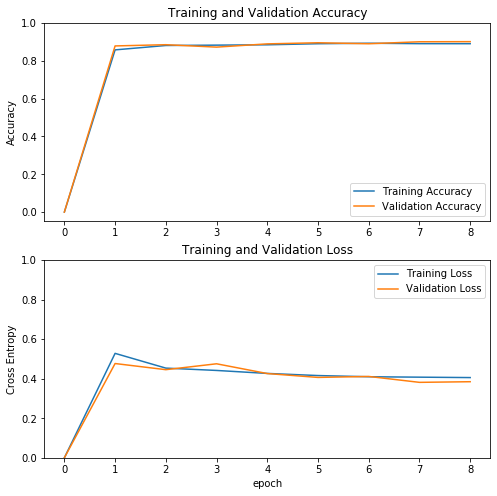 Training and Validation Accuracy
1.0
0.8
0.6
0.4
0.2
0.0
Accuracy
Training Accuracy
Validation Accuracy
0 1 2 3 4 5 6 7 8
Training and Validation Loss
1.0
0.8
0.6
0.4
0.2
0.0
Cross Entropy
Training Loss
Validation Loss
0 1 2 3 4 5 6 7 8
epoch